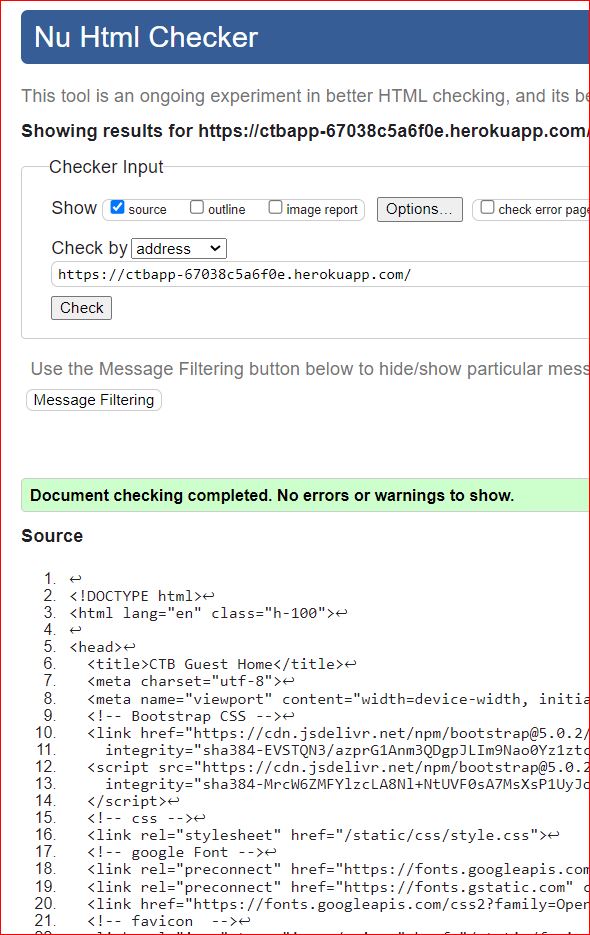 Nu Html Checker
This tool is an ongoing experiment in better HTML checking, and its be
Showing results for https://ctbapp-67038c5a6f0e.herokuapp.com/
Checker Input
Show source outline image report Options... check error page
Check by address
https://ctbapp-67038c5a6f0e.herokuapp.com/
Check
Use the Message Filtering button below to hide/show particular mess
Message Filtering
Document checking completed. No errors or warnings to show.
Source
1. ↩
2. <!DOCTYPE html>↩
3. <html lang="en" class="h-100">↩
4. ↩
5. <head>↩
6. <title>CTB Guest Home</title>↩
7. <meta charset="utf-8">↩
8. <meta name="viewport" content="width=device-width, initia
9. <!-- Bootstrap CSS -->↩
10. <link href="https://cdn.jsdelivr.net/npm/bootstrap@5.0.2/
11. integrity="sha384-EVSTQN3/azprG1Anm3QDgpJLIm9Nao0Yz1ztc
12. <script src="https://cdn.jsdelivr.net/npm/bootstrap@5.0.2
13. integrity="sha384-MrcW6ZMFYlzcLA8Nl+NtUVF0sA7MsXsP1UyJo
14. </script>↩
15. <!-- css -->↩
16. <link rel="stylesheet" href="/static/css/style.css">↩
17. <!-- google Font -->↩
18. <link rel="preconnect" href="https://fonts.googleapis.com
19. <link rel="preconnect" href="https://fonts.gstatic.com" c
20. <link href="https://fonts.googleapis.com/css2?family=Open
21. <!-- favicon -->↩